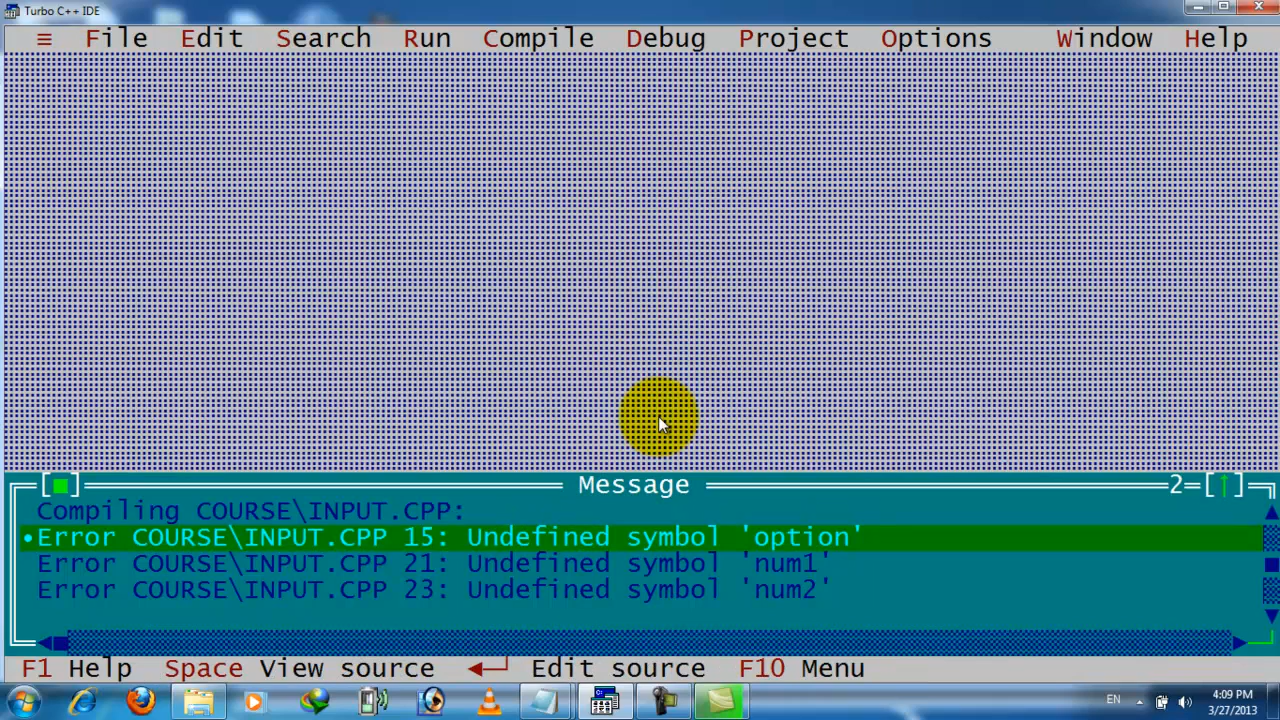 Turbo C++ IDE
≡ File Edit Search Run Compile Debug Project Options Window Help
Message 2=[↑]
Compiling COURSE\INPUT.CPP:
•Error COURSE\INPUT.CPP 15: Undefined symbol 'option'
Error COURSE\INPUT.CPP 21: Undefined symbol 'num1'
Error COURSE\INPUT.CPP 23: Undefined symbol 'num2'
F1 Help Space View source ◄─┘ Edit source F10 Menu
EN 4:09 PM
3/27/2013